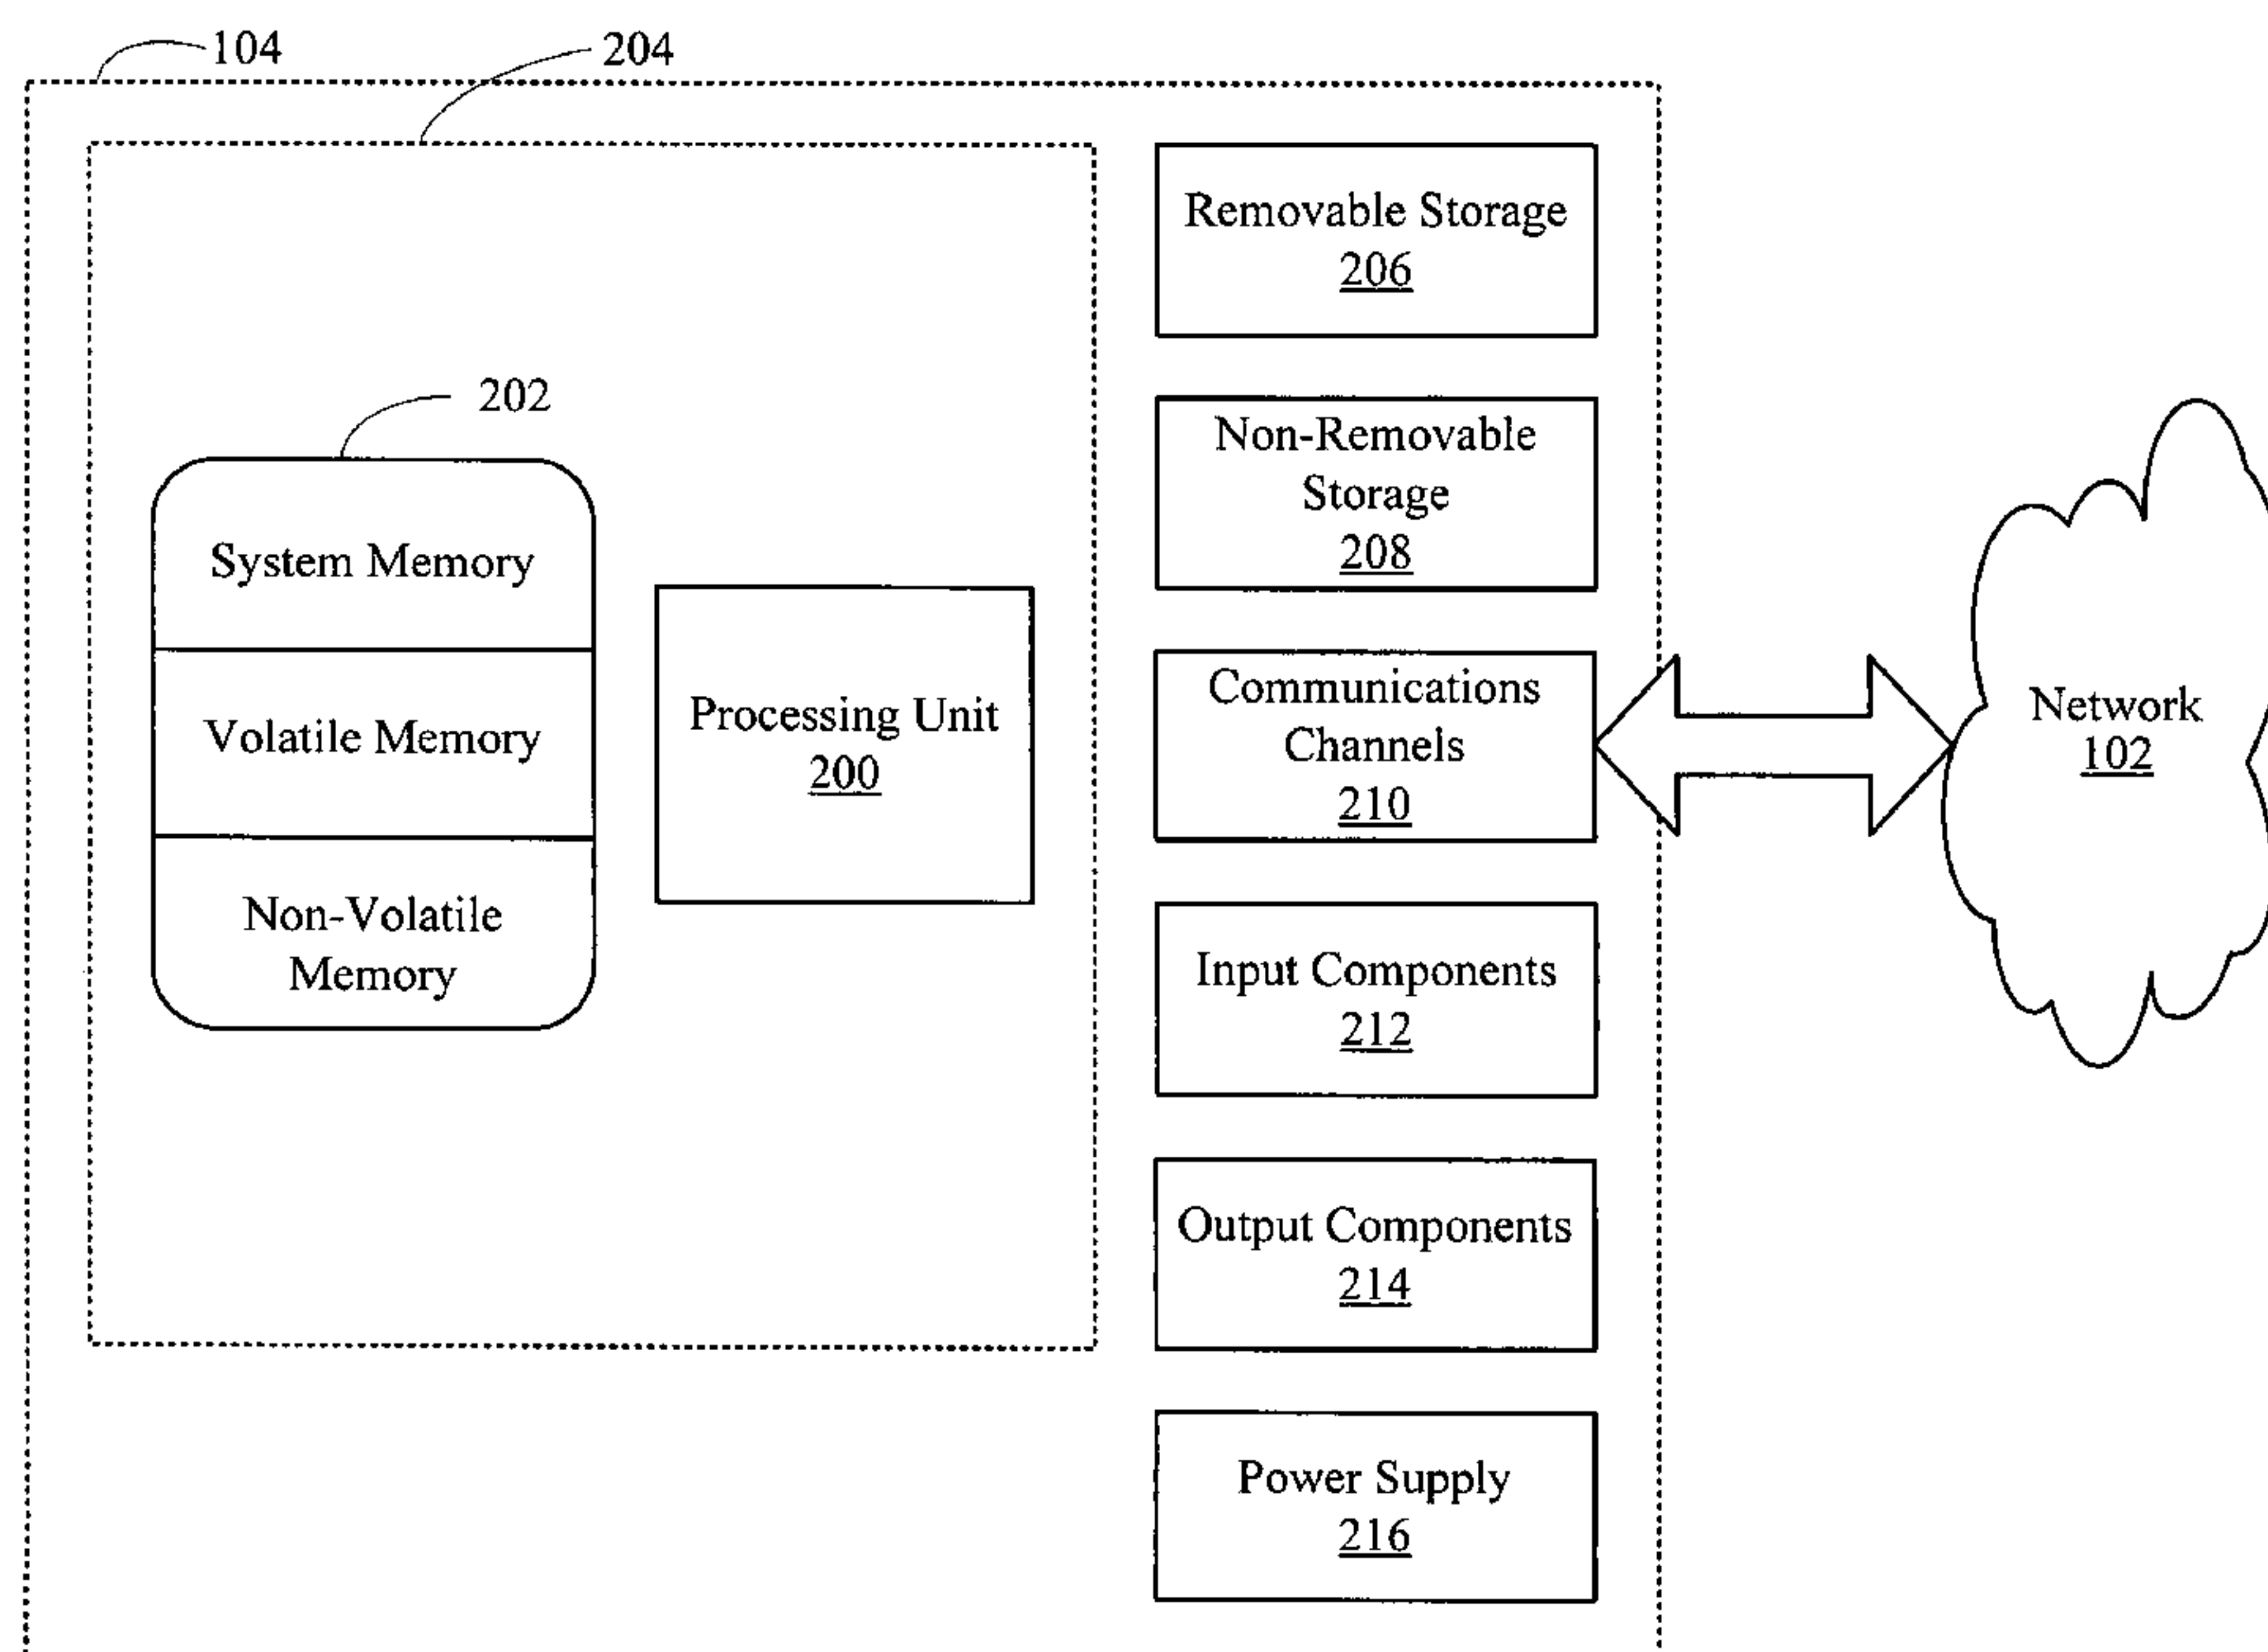 104
204
Removable Storage
206
202
Non-Removable
Storage
208
System Memory
Volatile Memory
Non-Volatile
Memory
Processing Unit
200
Communications
Channels
210
Network
102
Input Components
212
Output Components
214
Power Supply
216